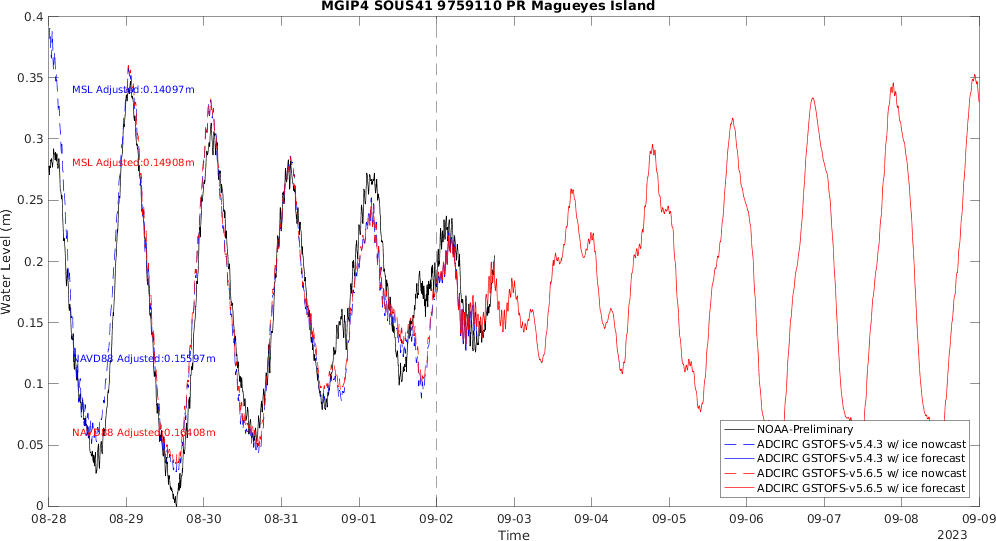 MGIP4 SOUS41 9759110 PR Magueyes Island
0.4
0.35
0.3
0.25
0.2
0.15
0.1
0.05
0
Water Level (m)
MSL Adjusted:0.14097m
MSL Adjusted:0.14908m
NAVD88 Adjusted:0.15597m
NAVD88 Adjusted:0.16408m
NOAA-Preliminary
ADCIRC GSTOFS-v5.4.3 w/ ice nowcast
ADCIRC GSTOFS-v5.4.3 w/ ice forecast
ADCIRC GSTOFS-v5.6.5 w/ ice nowcast
ADCIRC GSTOFS-v5.6.5 w/ ice forecast
08-28 08-29 08-30 08-31 09-01 09-02 09-03 09-04 09-05 09-06 09-07 09-08 09-09
Time
2023